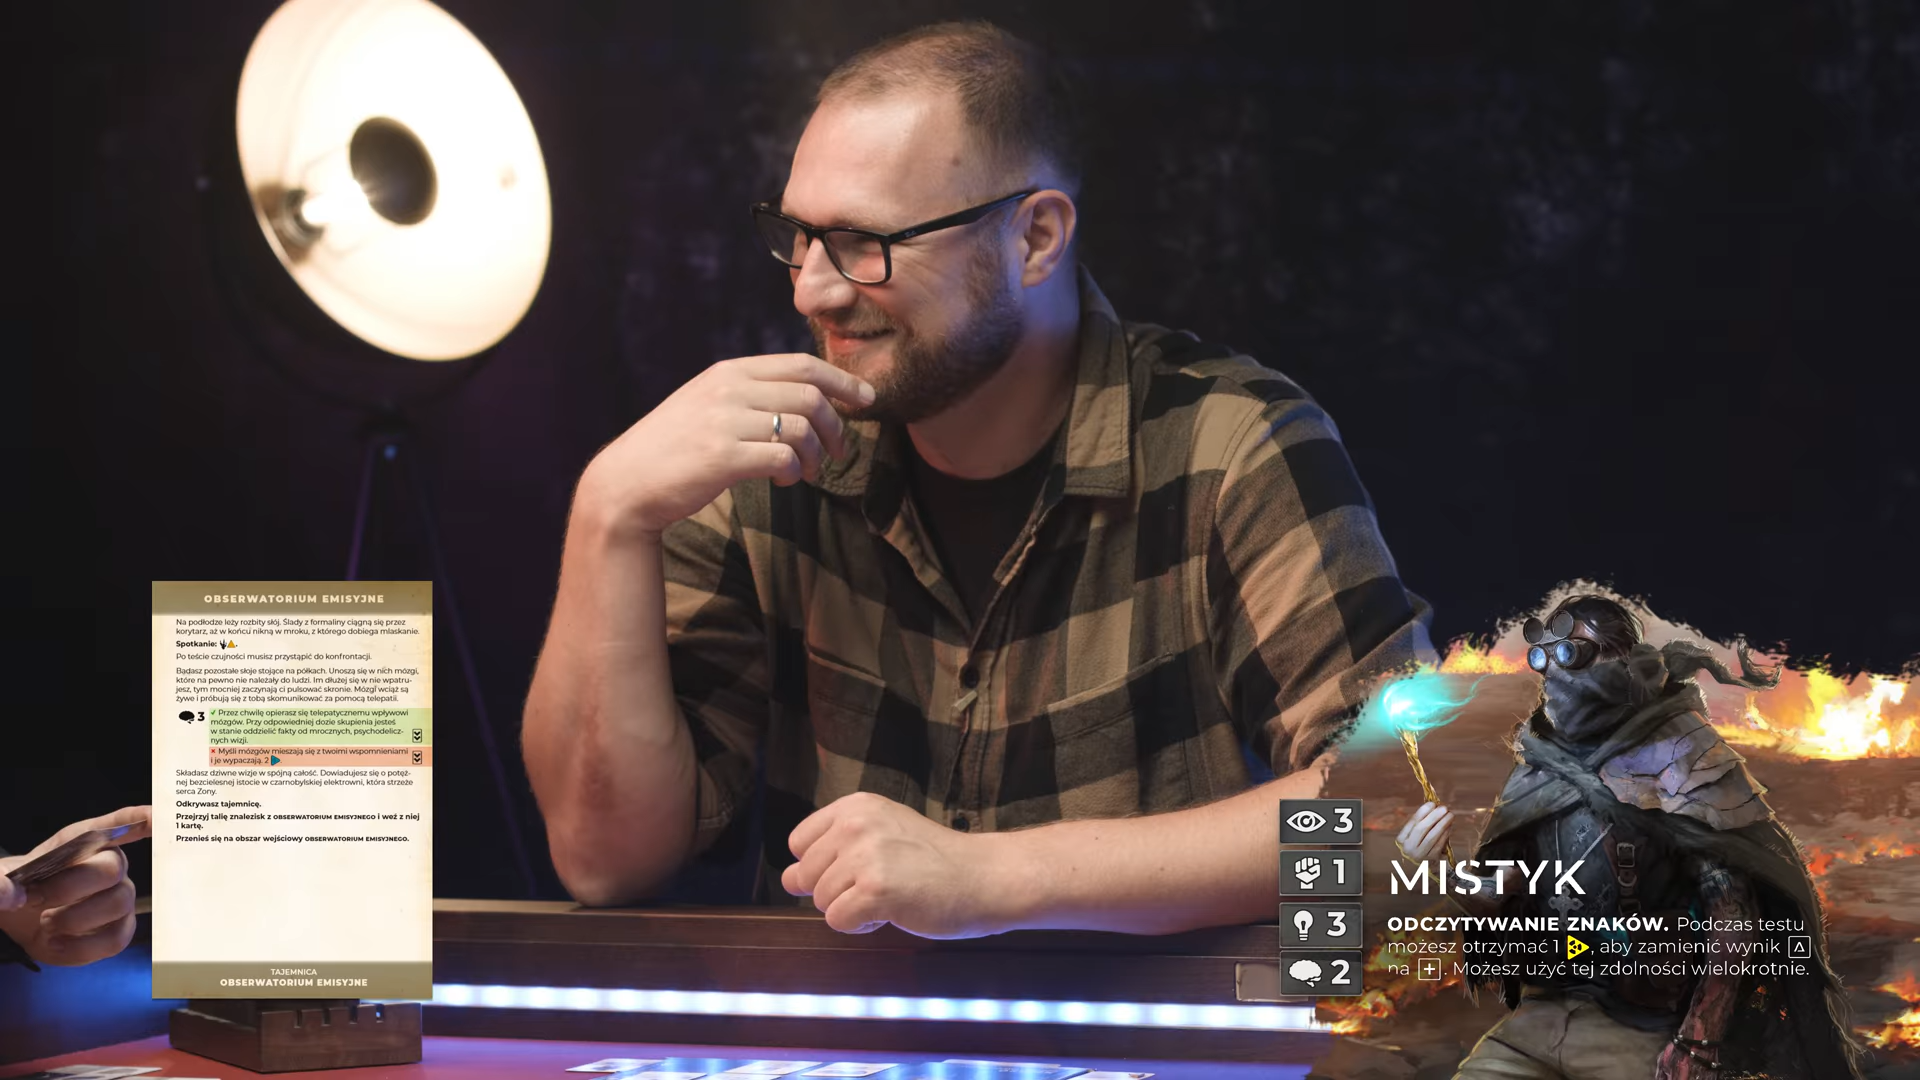 OBSERWATORIUM EMISYJNE
Na podłodze leży rozbity słój. Ślady z formaliny ciągną się przez
korytarz, aż w końcu nikną w mroku, z którego dobiega mlaskanie.
Spotkanie:
Po teście czujności musisz przystąpić do konfrontacji.
Badasz pozostałe słoje stojące na półkach. Unoszą się w nich mózgi,
które na pewno nie należały do ludzi. Im dłużej się w nie wpatru-
jesz, tym mocniej zaczynają ci pulsować skronie. Mózgi wciąż są
żywe i próbują się z tobą skomunikować za pomocą telepatii.
3 ✓ Przez chwilę opierasz się telepatycznemu wpływowi
mózgów. Przy odpowiedniej dozie skupienia jesteś
w stanie oddzielić fakty od mrocznych, psychodelicz-
nych wizji.
× Myśli mózgów mieszają się z twoimi wspomnieniami
i je wypaczają. 2
Składasz dziwne wizje w spójną całość. Dowiadujesz się o potęż-
nej bezcielesnej istocie w czarnobylskiej elektrowni, która strzeże
serca Zony.
Odkrywasz tajemnicę.
Przejrzyj talię znalezisk z OBSERWATORIUM EMISYJNEGO i weź z niej
1 kartę.
Przenieś się na obszar wejściowy OBSERWATORIUM EMISYJNEGO.
TAJEMNICA
OBSERWATORIUM EMISYJNE
3
1
3
2
MISTYK
ODCZYTYWANIE ZNAKÓW. Podczas testu
możesz otrzymać 1 , aby zamienić wynik
na +. Możesz użyć tej zdolności wielokrotnie.